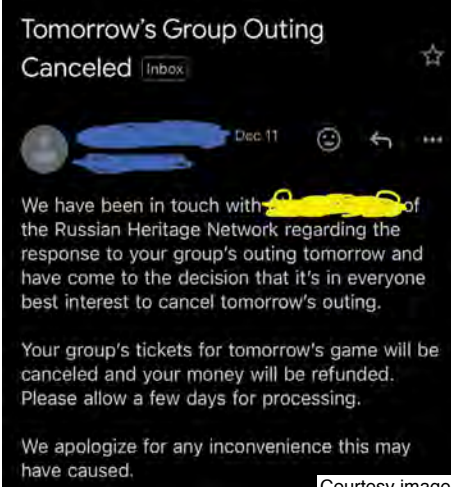 Tomorrow's Group Outing
Canceled Inbox
Dec 11
We have been in touch with of
the Russian Heritage Network regarding the
response to your group's outing tomorrow and
have come to the decision that it's in everyone
best interest to cancel tomorrow's outing.
Your group's tickets for tomorrow's game will be
canceled and your money will be refunded.
Please allow a few days for processing.
We apologize for any inconvenience this may
have caused.
Courtesy image